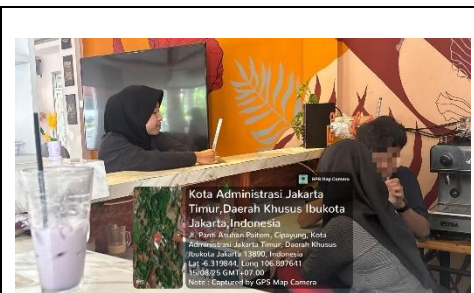 GPS Map Camera
Kota Administrasi Jakarta
Timur,Daerah Khusus Ibukota
Jakarta,Indonesia
Jl. Panti Asuhan Paitem, Cipayung, Kota
Administrasi Jakarta Timur, Daerah Khusus
Ibukota Jakarta 13890, Indonesia
Lat -6.319844, Long 106.897641
15/08/25 GMT+07.00
Note : Captured by GPS Map Camera